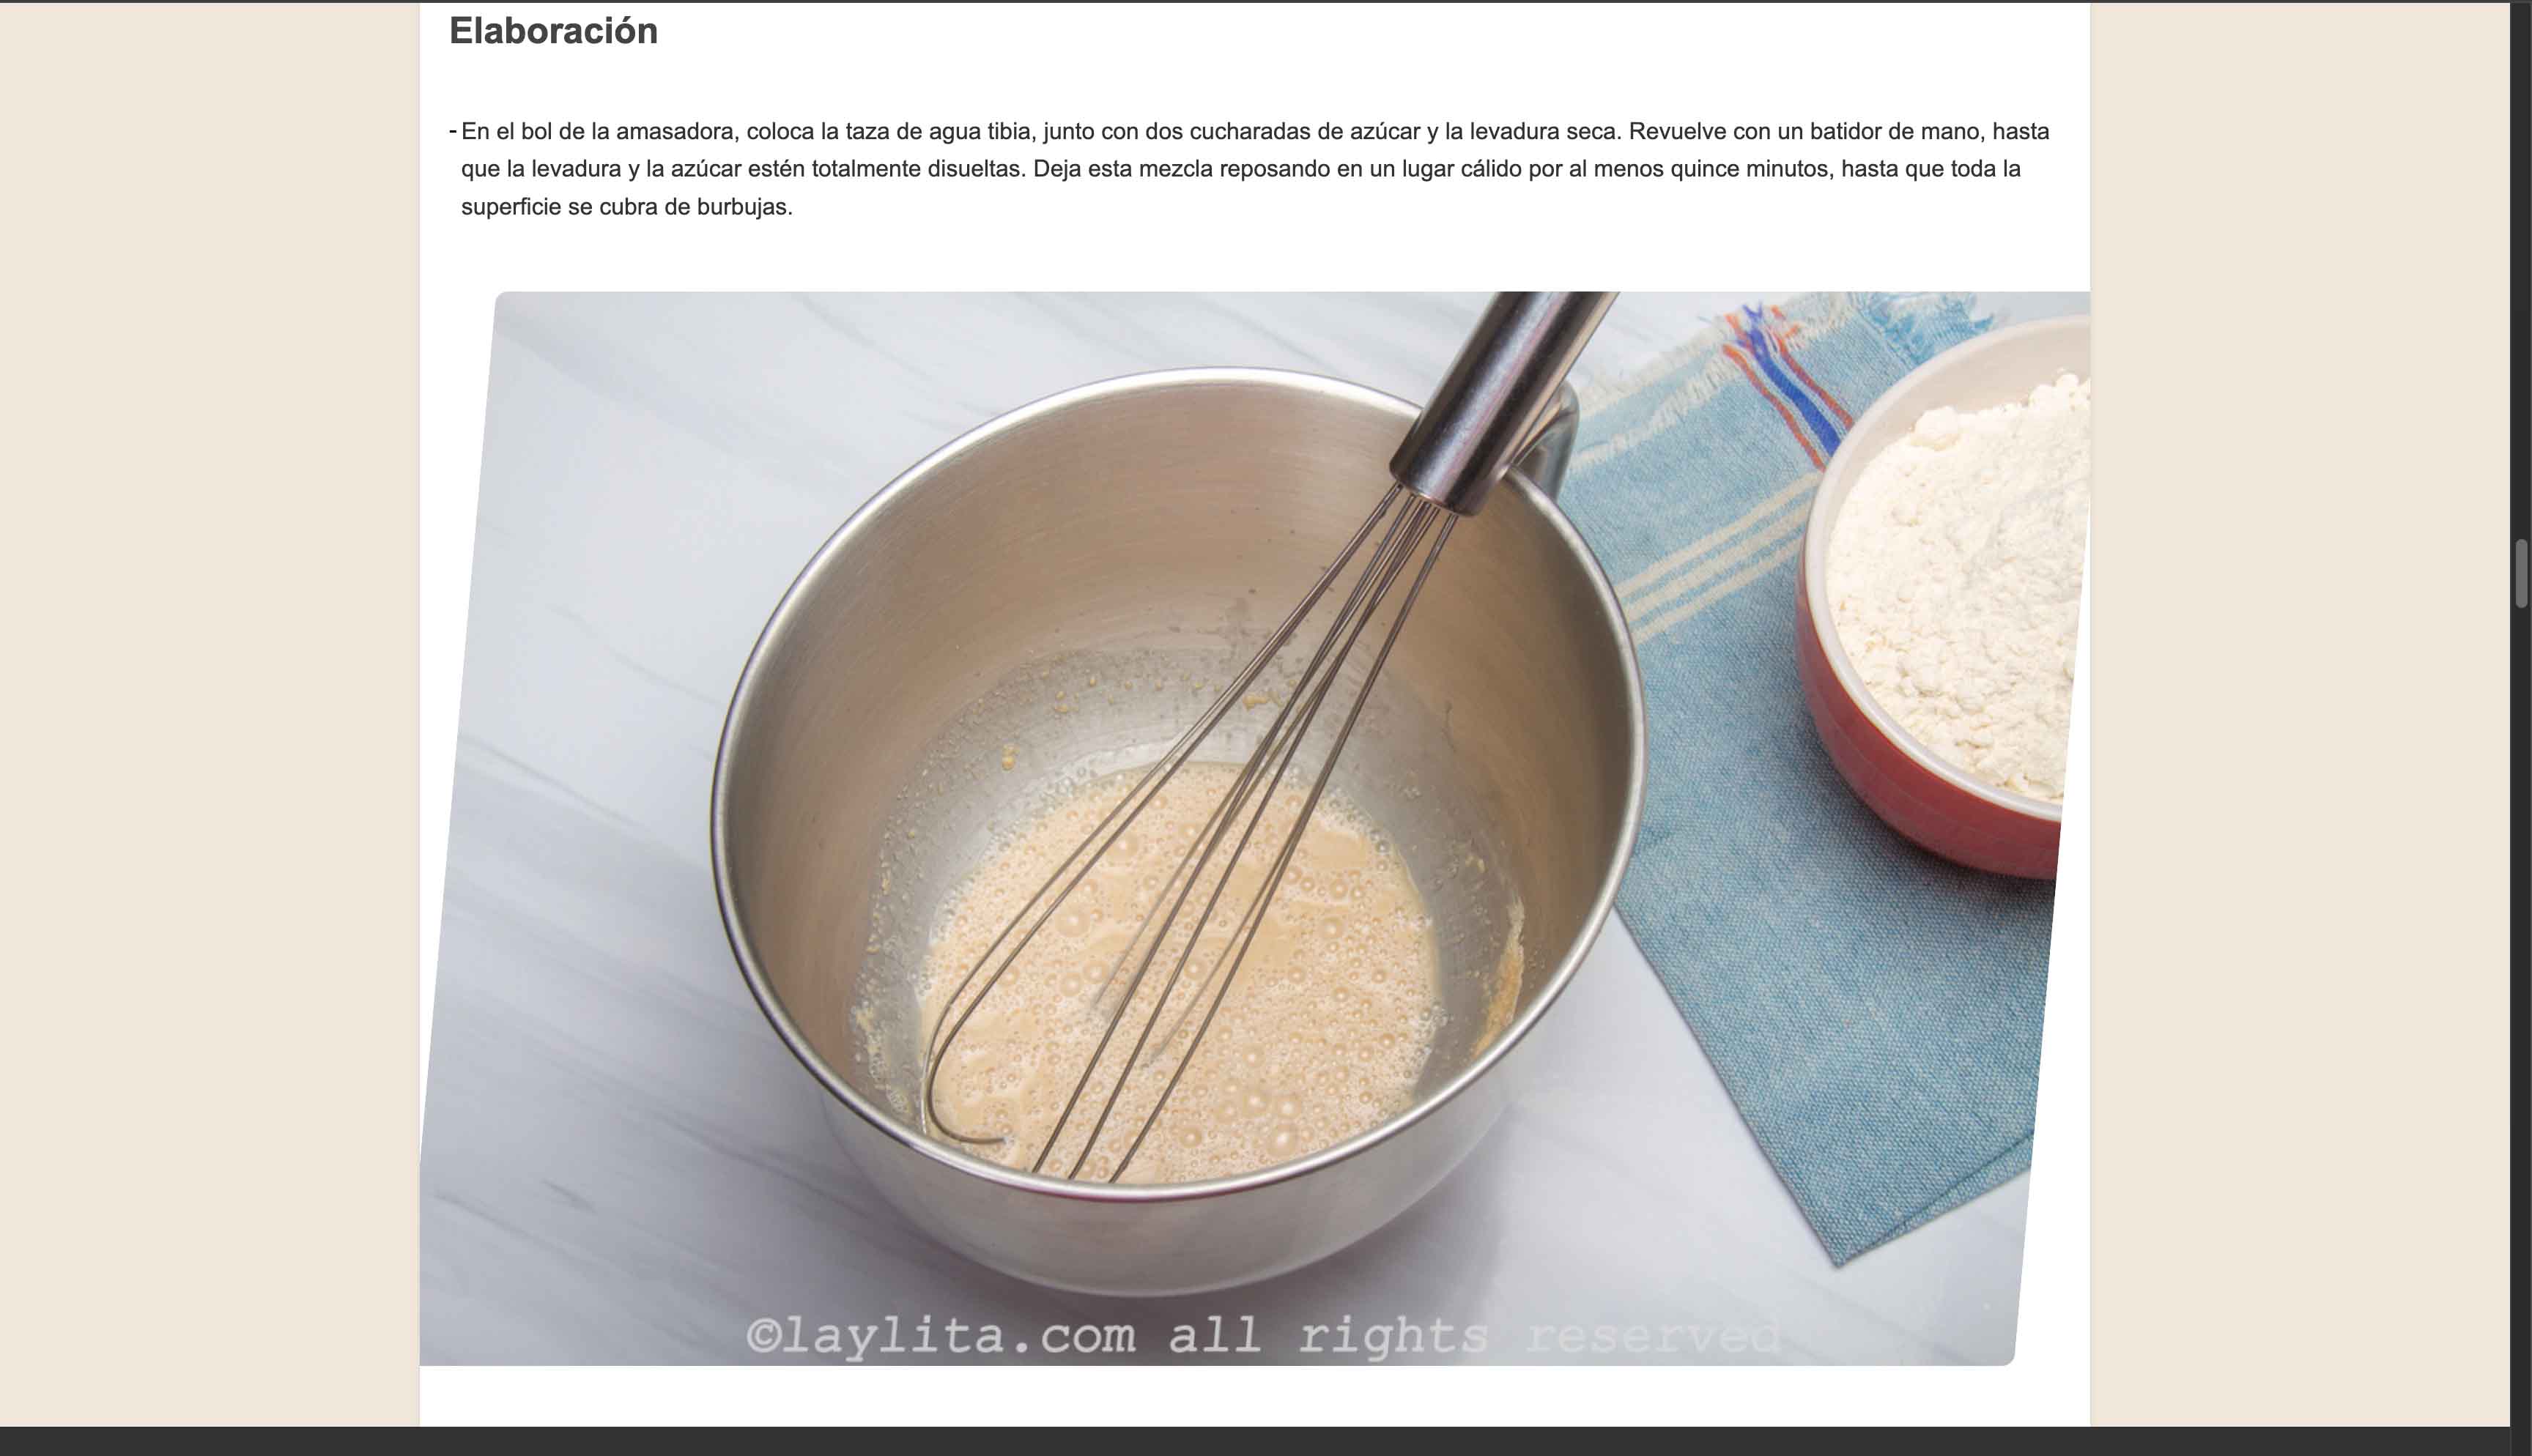 Elaboración
- En el bol de la amasadora, coloca la taza de agua tibia, junto con dos cucharadas de azúcar y la levadura seca. Revuelve con un batidor de mano, hasta
que la levadura y la azúcar estén totalmente disueltas. Deja esta mezcla reposando en un lugar cálido por al menos quince minutos, hasta que toda la
superficie se cubra de burbujas.
©laylita.com all rights reserved